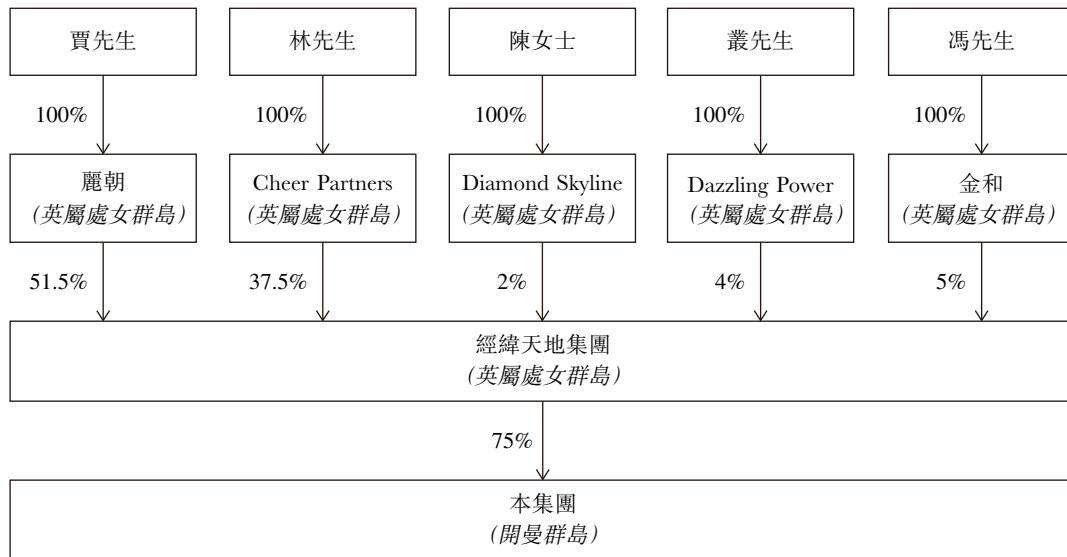 賈先生
林先生
陳女士
叢先生
馮先生
100%
100%
100%
100%
100%
麗朝
(英屬處女群島)
Cheer Partners
(英屬處女群島)
Diamond Skyline
(英屬處女群島)
Dazzling Power
(英屬處女群島)
金和
(英屬處女群島)
51.5%
37.5%
2%
4%
5%
經緯天地集團
(英屬處女群島)
75%
本集團
(開曼群島)